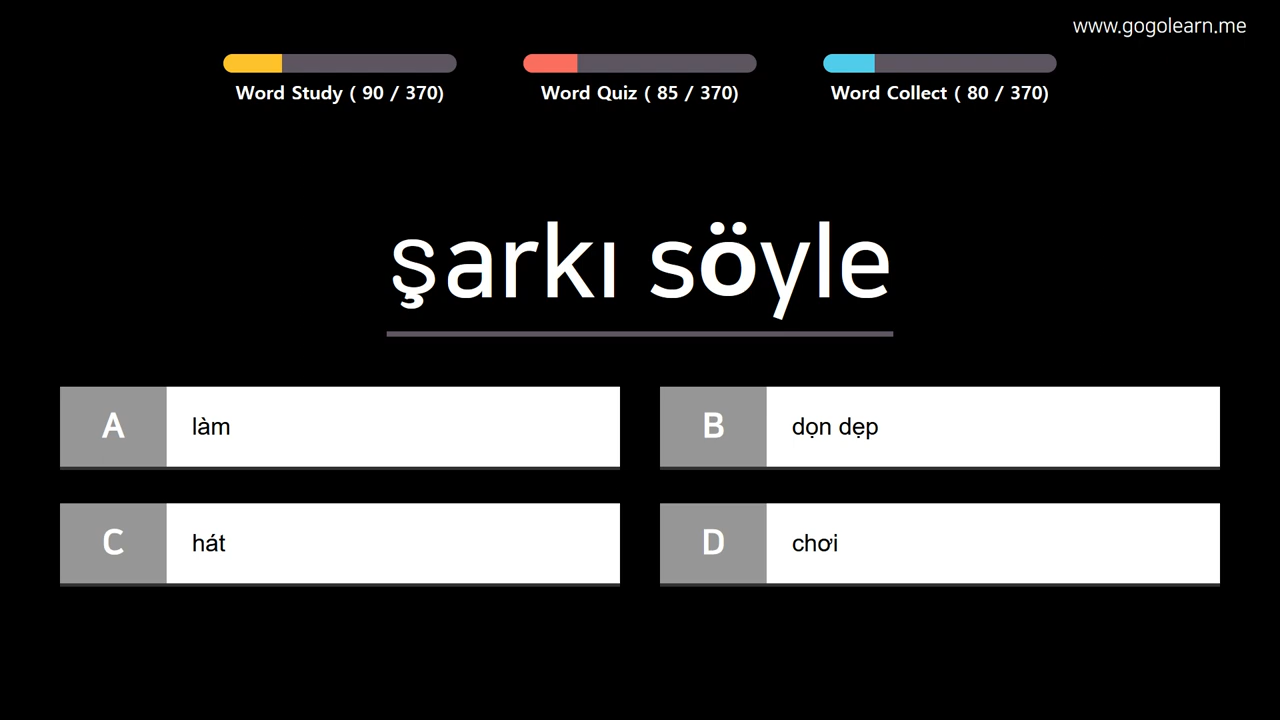 www.gogolearn.me
Word Study ( 90 / 370)
Word Quiz ( 85 / 370)
Word Collect ( 80 / 370)
şarkı söyle
A làm
B dọn dẹp
C hát
D chơi